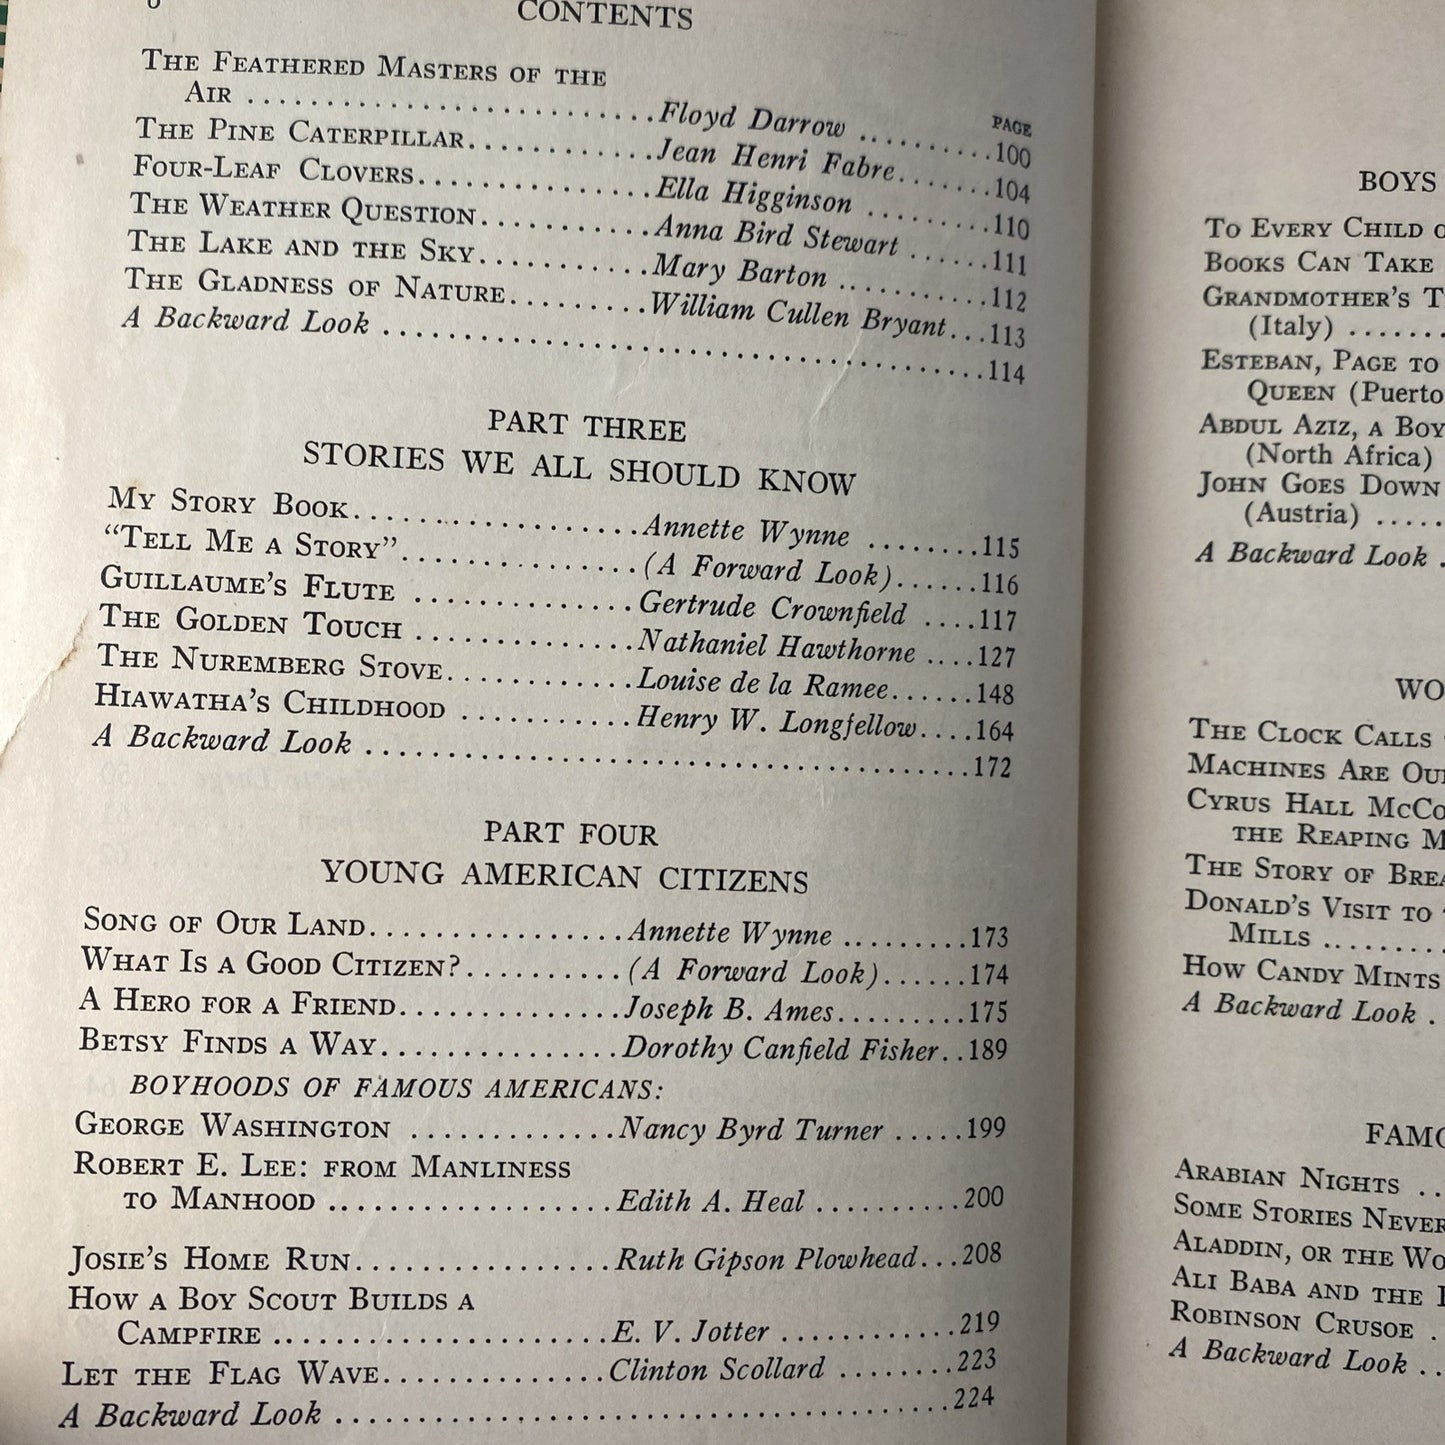 6
CONTENTS
PAGE
THE FEATHERED MASTERS OF THE
AIR ..........................Floyd Darrow ..........100
THE PINE CATERPILLAR............Jean Henri Fabre.......104
FOUR-LEAF CLOVERS...............Ella Higginson ........110
THE WEATHER QUESTION...........Anna Bird Stewart ......111
THE LAKE AND THE SKY...........Mary Barton ...........112
THE GLADNESS OF NATURE.........William Cullen Bryant...113
A Backward Look ......................................114
PART THREE
STORIES WE ALL SHOULD KNOW
MY STORY BOOK..................Annette Wynne ........115
"TELL ME A STORY"...............(A Forward Look)......116
GUILLAUME'S FLUTE ..............Gertrude Crownfield ....117
THE GOLDEN TOUCH ..............Nathaniel Hawthorne ....127
THE NUREMBERG STOVE............Louise de la Ramee......148
HIAWATHA'S CHILDHOOD ...........Henry W. Longfellow....164
A Backward Look ......................................172
PART FOUR
YOUNG AMERICAN CITIZENS
SONG OF OUR LAND................Annette Wynne .........173
WHAT IS A GOOD CITIZEN?..........(A Forward Look)......174
A HERO FOR A FRIEND..............Joseph B. Ames.........175
BETSY FINDS A WAY...............Dorothy Canfield Fisher..189
BOYHOODS OF FAMOUS AMERICANS:
GEORGE WASHINGTON .............Nancy Byrd Turner .....199
ROBERT E. LEE: FROM MANLINESS
TO MANHOOD ..................Edith A. Heal ..........200
JOSIE'S HOME RUN................Ruth Gipson Plowhead...208
HOW A BOY SCOUT BUILDS A
CAMPFIRE .....................E. V. Jotter ............219
LET THE FLAG WAVE..............Clinton Scollard ........223
A Backward Look ......................................224
BOYS
TO EVERY CHILD
BOOKS CAN TAKE
GRANDMOTHER'S T
(Italy) .......
ESTEBAN, PAGE TO
QUEEN (Puerto
ABDUL AZIZ, A BOY
(North Africa)
JOHN GOES DOWN
(Austria) .....
A Backward Look .
WO
THE CLOCK CALLS
MACHINES ARE OU
CYRUS HALL MCCO
THE REAPING M
THE STORY OF BREA
DONALD'S VISIT TO
MILLS ..........
HOW CANDY MINTS
A Backward Look .
FAMO
ARABIAN NIGHTS ..
SOME STORIES NEVER
ALADDIN, OR THE WO
ALI BABA AND THE
ROBINSON CRUSOE .
A Backward Look ..